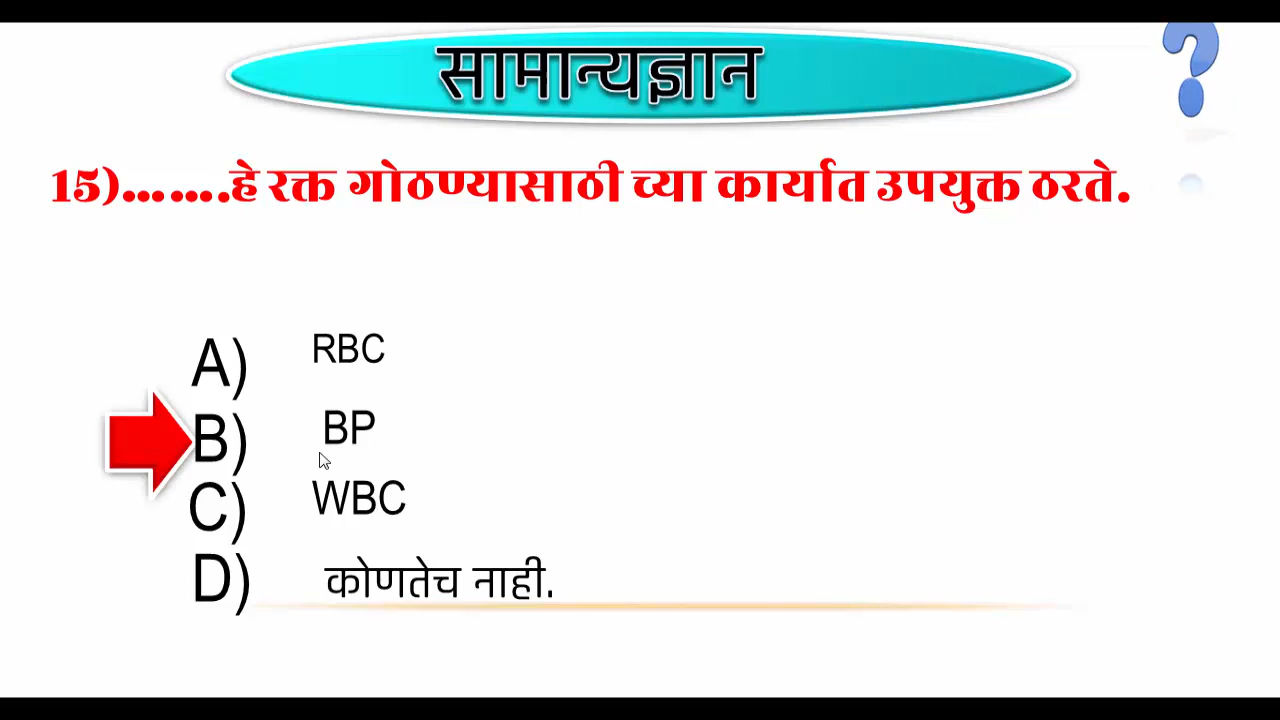 सामान्यज्ञान
?
15).......हे रक्त गोठण्यासाठी च्या कार्यात उपयुक्त ठरते.
A) RBC
B) BP
C) WBC
D) कोणतेच नाही.